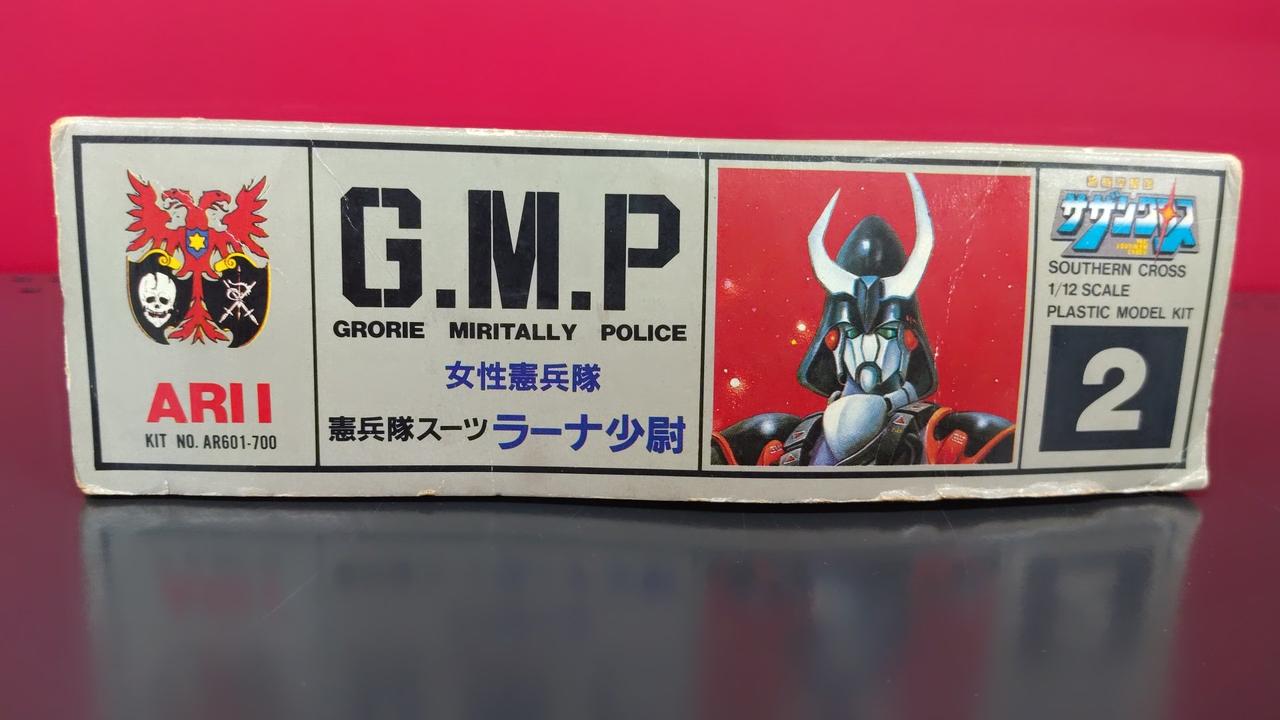 ARII
KIT NO. AR601-700
G.M.P
GRORIE MIRITALLY POLICE
女性憲兵隊
憲兵隊スーツ ラーナ少尉
サザンクロス
SOUTHERN CROSS
1/12 SCALE
PLASTIC MODEL KIT
2